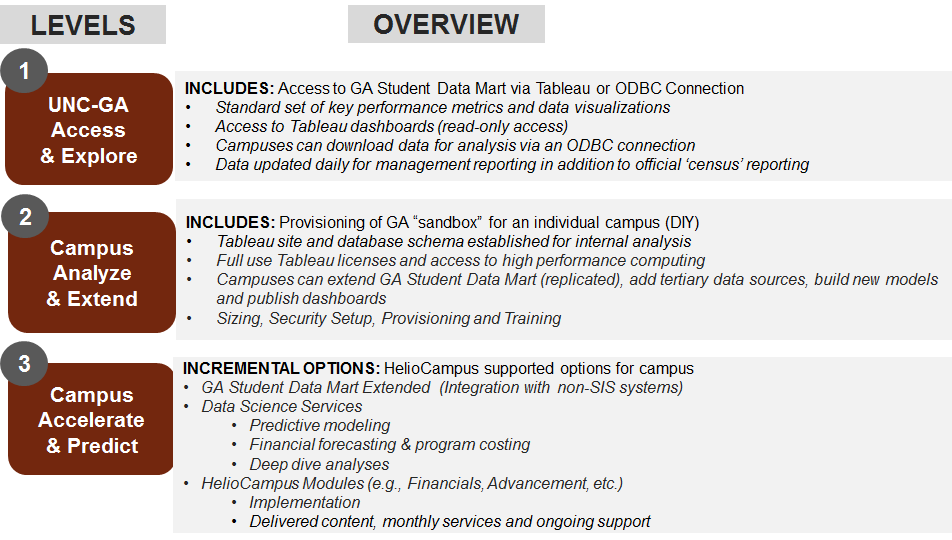 LEVELS
OVERVIEW
1
UNC-GA
Access
& Explore
INCLUDES: Access to GA Student Data Mart via Tableau or ODBC Connection
• Standard set of key performance metrics and data visualizations
• Access to Tableau dashboards (read-only access)
• Campuses can download data for analysis via an ODBC connection
• Data updated daily for management reporting in addition to official ‘census’ reporting
2
Campus
Analyze
& Extend
INCLUDES: Provisioning of GA “sandbox” for an individual campus (DIY)
• Tableau site and database schema established for internal analysis
• Full use Tableau licenses and access to high performance computing
• Campuses can extend GA Student Data Mart (replicated), add tertiary data sources, build new models
and publish dashboards
• Sizing, Security Setup, Provisioning and Training
3
Campus
Accelerate
& Predict
INCREMENTAL OPTIONS: HelioCampus supported options for campus
• GA Student Data Mart Extended (Integration with non-SIS systems)
• Data Science Services
• Predictive modeling
• Financial forecasting & program costing
• Deep dive analyses
• HelioCampus Modules (e.g., Financials, Advancement, etc.)
• Implementation
• Delivered content, monthly services and ongoing support